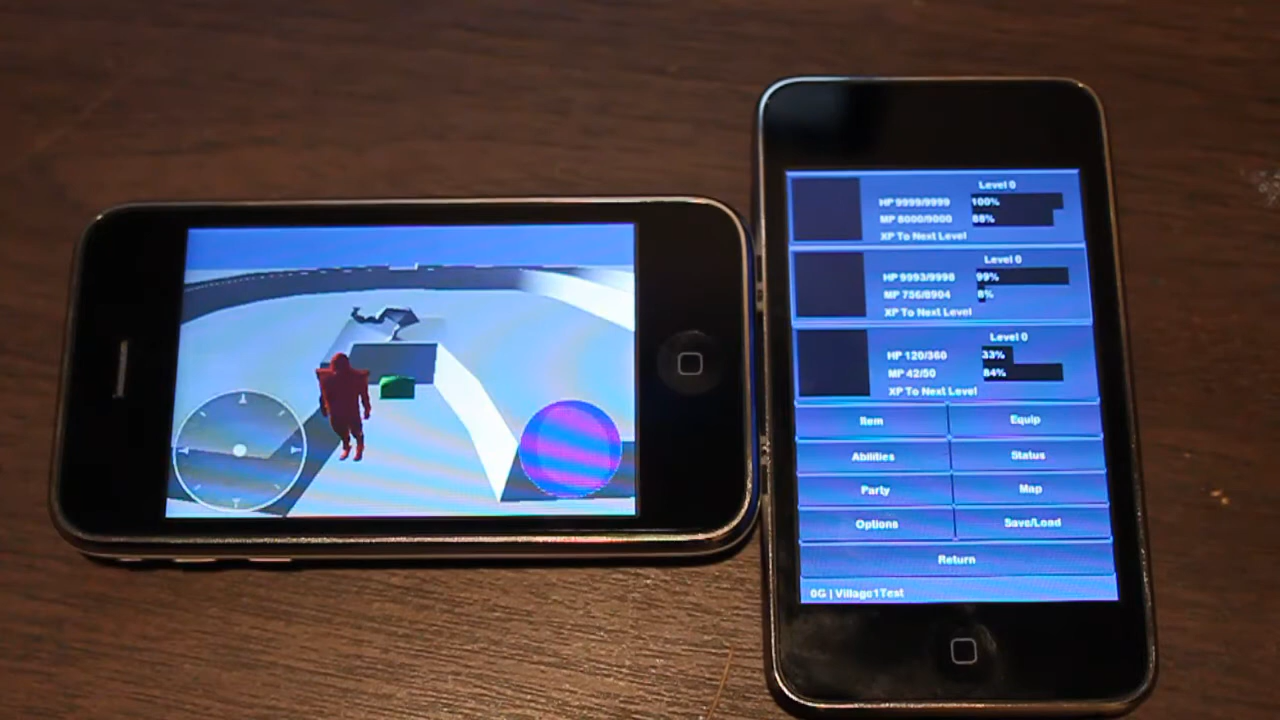 Level 0
HP 9999/9999 100%
MP 8000/9000 88%
XP To Next Level
Level 0
HP 9993/9998 99%
MP 756/8904 8%
XP To Next Level
Level 0
HP 120/360 33%
MP 42/50 84%
XP To Next Level
Item Equip
Abilities Status
Party Map
Options Save/Load
Return
0G | Village1Test